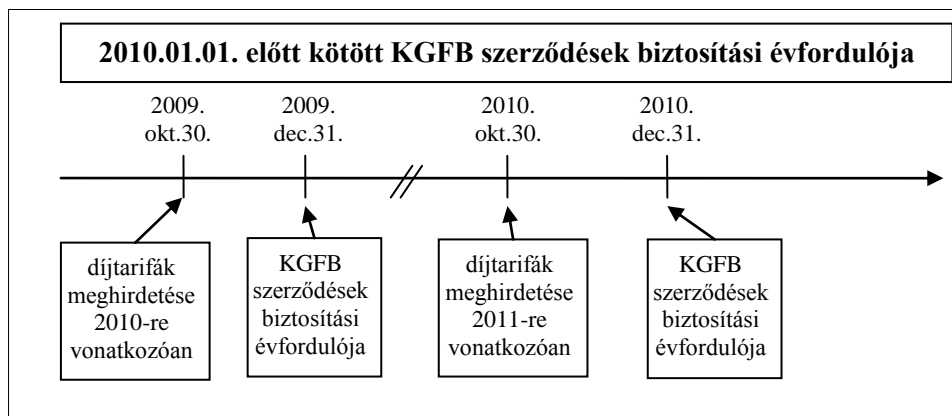 2010.01.01. előtt kötött KGFB szerződések biztosítási évfordulója
2009.
okt.30.
2009.
dec.31.
2010.
okt.30.
2010.
dec.31.
díjtarifák
meghirdetése
2010-re
vonatkozóan
KGFB
szerződések
biztosítási
évfordulója
díjtarifák
meghirdetése
2011-re
vonatkozóan
KGFB
szerződések
biztosítási
évfordulója